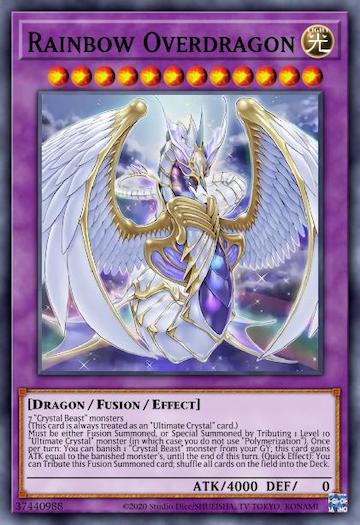 RAINBOW OVERDRAGON
LIGHT
光
[DRAGON / FUSION / EFFECT]
7 "Crystal Beast" monsters
(This card is always treated as an "Ultimate Crystal" card.)
Must be either Fusion Summoned, or Special Summoned by Tributing 1 Level 10
"Ultimate Crystal" monster (in which case you do not use "Polymerization"). Once
per turn: You can banish 1 "Crystal Beast" monster from your GY; this card gains
ATK equal to the banished monster's, until the end of this turn. (Quick Effect): You
can Tribute this Fusion Summoned card; shuffle all cards on the field into the Deck.
ATK/4000 DEF/ 0
37440988
©2020 Studio Dice/SHUEISHA, TV TOKYO, KONAMI